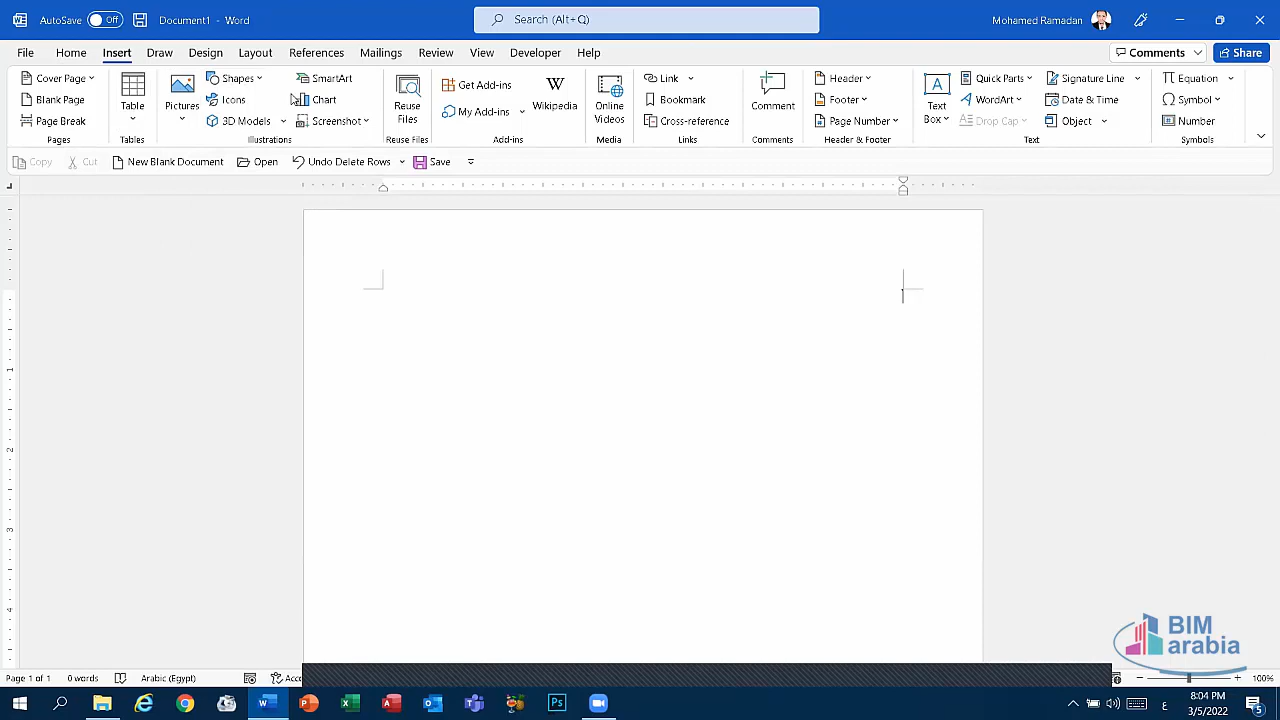 AutoSave Off Document1 - Word Search (Alt+Q) Mohamed Ramadan
File Home Insert Draw Design Layout References Mailings Review View Developer Help Comments Share
Cover Page Shapes SmartArt Get Add-ins Link Header Quick Parts Signature Line Equation
Blank Page Table Pictures Icons Chart Reuse Files My Add-ins Wikipedia Online Videos Bookmark Comment Footer Text Box WordArt Date & Time Symbol
Page Break 3D Models Screenshot Cross-reference Page Number Drop Cap Object Number
Pages Tables Illustrations Reuse Files Add-ins Media Links Comments Header & Footer Text Symbols
Copy Cut New Blank Document Open Undo Delete Rows Save
1
2
3
4
BIM
arabia
Page 1 of 1 0 words Arabic (Egypt) 100%
8:04 PM
3/5/2022
ع
5